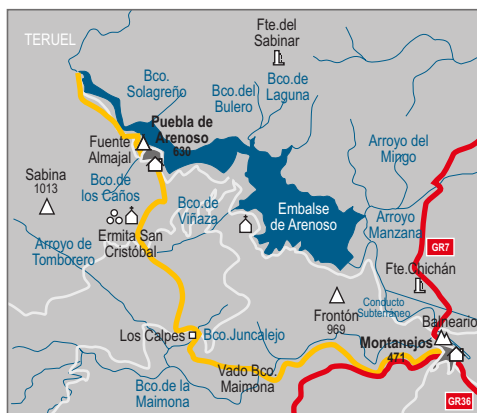 TERUEL
Fte.del
Sabinar
Bco.
Solagreño
Bco.del
Bulero
Bco.de
Laguna
Puebla de
Arenoso
630
Fuente
Almajal
Arroyo del
Mingo
Sabina
1013
Bco.de
los Caños
Bco.de
Viñaza
Embalse
de Arenoso
Arroyo
Manzana
Ermita San
Cristóbal
Arroyo de
Tomborero
GR7
Fte.Chichán
Frontón
969
Conducto
Subterráneo
Balneario
Los Calpes
Bco.Juncalejo
Montanejos
471
Vado Bco.
Maimona
Bco.de la
Maimona
GR36